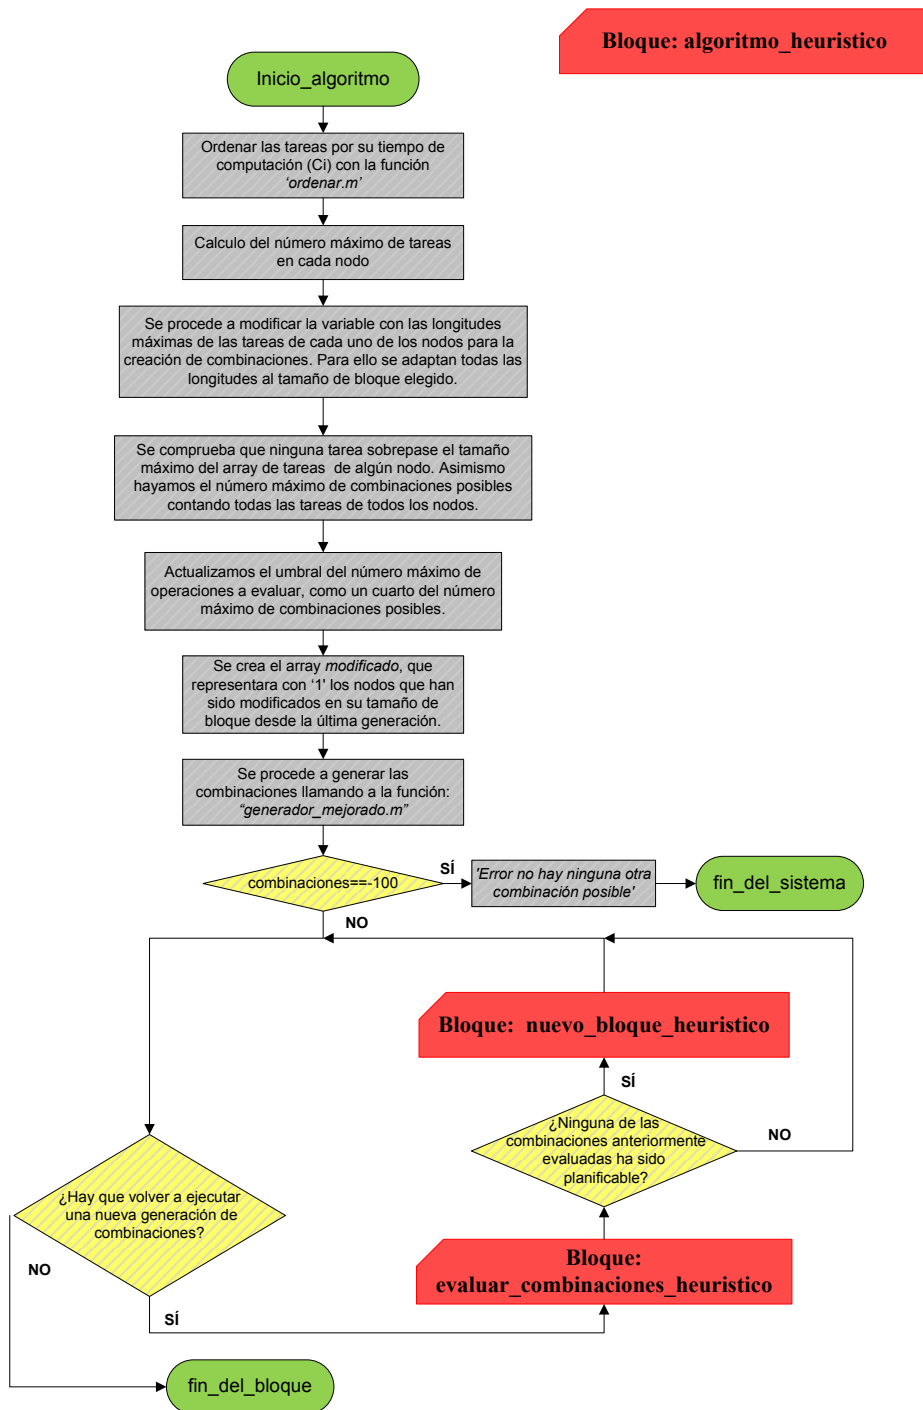 Bloque: algoritmo_heuristico
Inicio_algoritmo
Ordenar las tareas por su tiempo de
computación (Ci) con la función
‘ordenar.m’
Calculo del número máximo de tareas
en cada nodo
Se procede a modificar la variable con las longitudes
máximas de las tareas de cada uno de los nodos para la
creación de combinaciones. Para ello se adaptan todas las
longitudes al tamaño de bloque elegido.
Se comprueba que ninguna tarea sobrepase el tamaño
máximo del array de tareas de algún nodo. Asimismo
hayamos el número máximo de combinaciones posibles
contando todas las tareas de todos los nodos.
Actualizamos el umbral del número máximo de
operaciones a evaluar, como un cuarto del número
máximo de combinaciones posibles.
Se crea el array modificado, que
representara con ‘1' los nodos que han
sido modificados en su tamaño de
bloque desde la última generación.
Se procede a generar las
combinaciones llamando a la función:
“generador_mejorado.m”
combinaciones==-100
SÍ
'Error no hay ninguna otra
combinación posible'
fin_del_sistema
NO
Bloque: nuevo_bloque_heuristico
SÍ
¿Ninguna de las
combinaciones anteriormente
evaluadas ha sido
planificable?
NO
¿Hay que volver a ejecutar
una nueva generación de
combinaciones?
NO
SÍ
Bloque:
evaluar_combinaciones_heuristico
fin_del_bloque